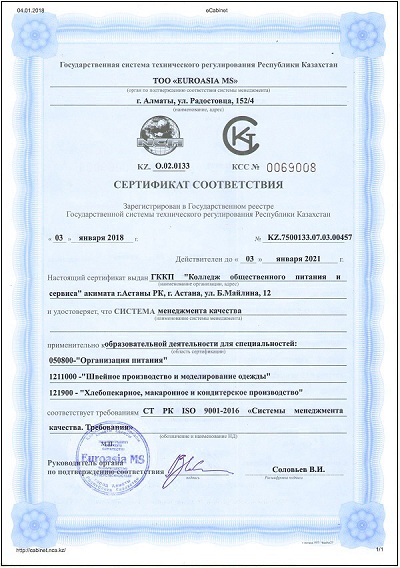 04.01.2018 eCabinet
Государственная система технического регулирования Республики Казахстан
ТОО «EUROASIA MS»
(орган по подтверждению соответствия системы менеджмента)
г. Алматы, ул. Радостовца, 152/4
(наименование, адрес)
KZ. O.02.0133 КСС № 0069008
СЕРТИФИКАТ СООТВЕТСТВИЯ
Зарегистрирован в Государственном реестре
Государственной системы технического регулирования Республики Казахстан
« 03 » января 2018 г. № KZ.7500133.07.03.00457
Действителен до « 03 » января 2021 г.
Настоящий сертификат выдан ГККП "Колледж общественного питания и
(наименование организации, адрес)
сервиса" акимата г.Астаны РК, г. Астана, ул. Б.Майлина, 12
и удостоверяет, что СИСТЕМА менеджмента качества
(наименование системы менеджмента)
применительно к образовательной деятельности для специальностей:
(область сертификации)
050800-"Организация питания"
1211000 -"Швейное производство и моделирование одежды"
121900 - "Хлебопекарное, макаронное и кондитерское производство"
соответствует требованиям СТ РК ISO 9001-2016 «Системы менеджмента
качества. Требования»
(обозначение и наименование НД)
М.П.
Euroasia MS
Руководитель органа
по подтверждению соответствия Соловьев В.И.
подпись Расшифровка подписи
http://cabinet.nca.kz/ 1/1